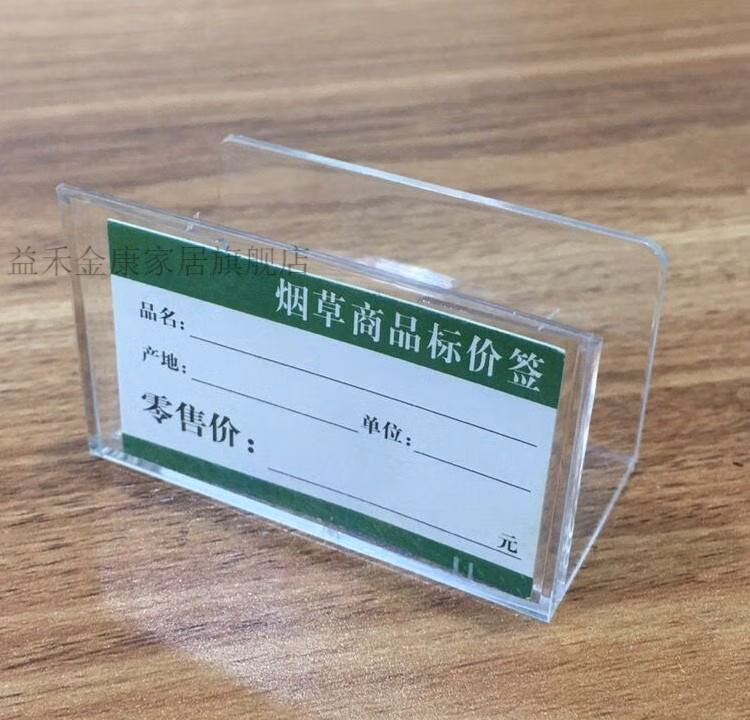 益禾金康家居旗舰店
烟草商品标价签
品名：
产地： 单位：
零售价：
元